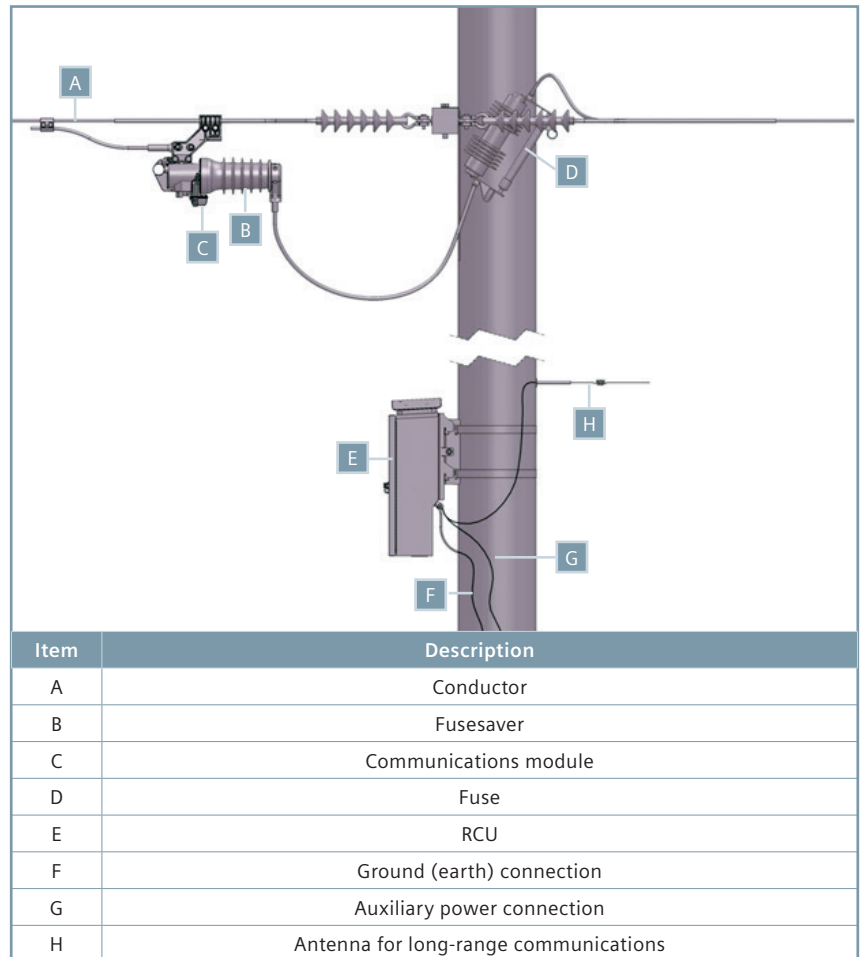 A
D
B
C
H
E
G
F
Item Description
A Conductor
B Fusesaver
C Communications module
D Fuse
E RCU
F Ground (earth) connection
G Auxiliary power connection
H Antenna for long-range communications